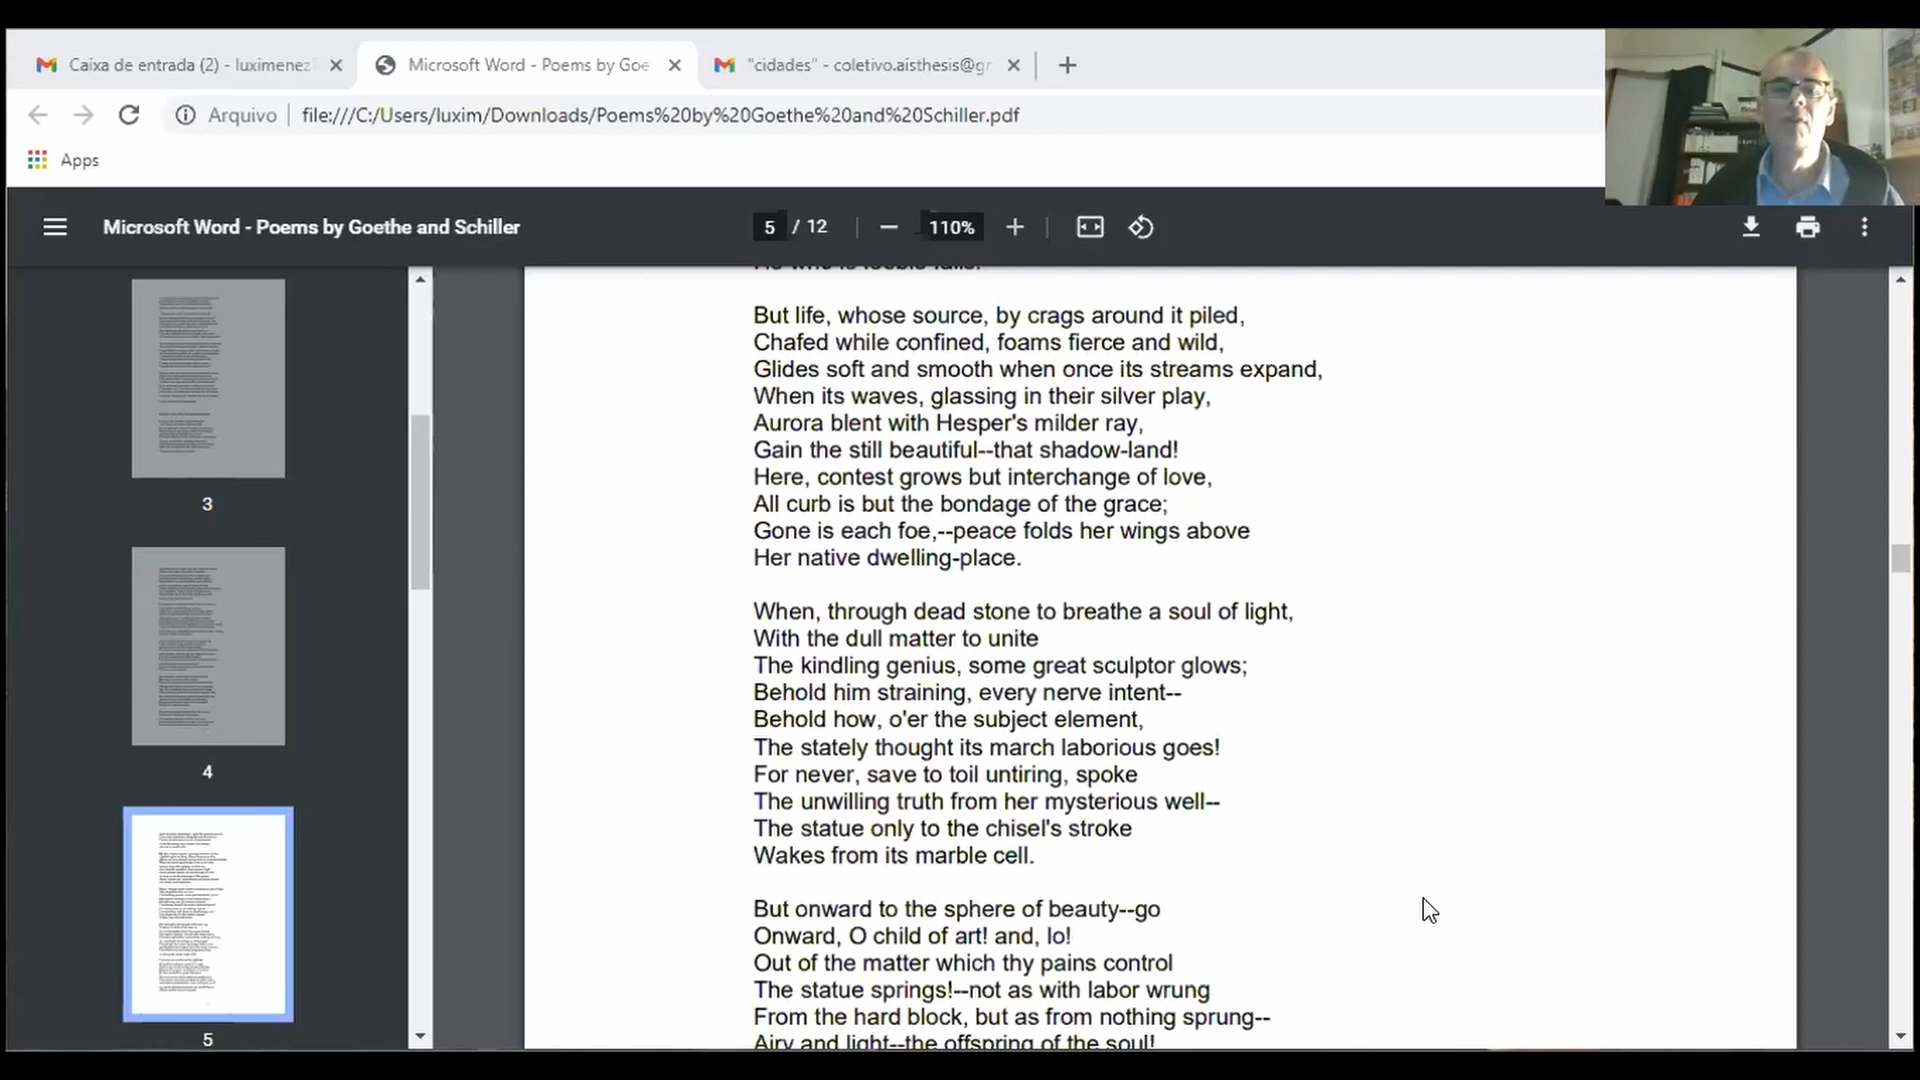 Caixa de entrada (2) - luximenez
Microsoft Word - Poems by Goe
"cidades" - coletivo.aisthesis@gr
Arquivo
file:///C:/Users/luxim/Downloads/Poems%20by%20Goethe%20and%20Schiller.pdf
Apps
Microsoft Word - Poems by Goethe and Schiller
5 / 12
110%
3
4
5
But life, whose source, by crags around it piled,
Chafed while confined, foams fierce and wild,
Glides soft and smooth when once its streams expand,
When its waves, glassing in their silver play,
Aurora blent with Hesper's milder ray,
Gain the still beautiful--that shadow-land!
Here, contest grows but interchange of love,
All curb is but the bondage of the grace;
Gone is each foe,--peace folds her wings above
Her native dwelling-place.
When, through dead stone to breathe a soul of light,
With the dull matter to unite
The kindling genius, some great sculptor glows;
Behold him straining, every nerve intent--
Behold how, o'er the subject element,
The stately thought its march laborious goes!
For never, save to toil untiring, spoke
The unwilling truth from her mysterious well--
The statue only to the chisel's stroke
Wakes from its marble cell.
But onward to the sphere of beauty--go
Onward, O child of art! and, lo!
Out of the matter which thy pains control
The statue springs!--not as with labor wrung
From the hard block, but as from nothing sprung--
Airy and light--the offspring of the soul!